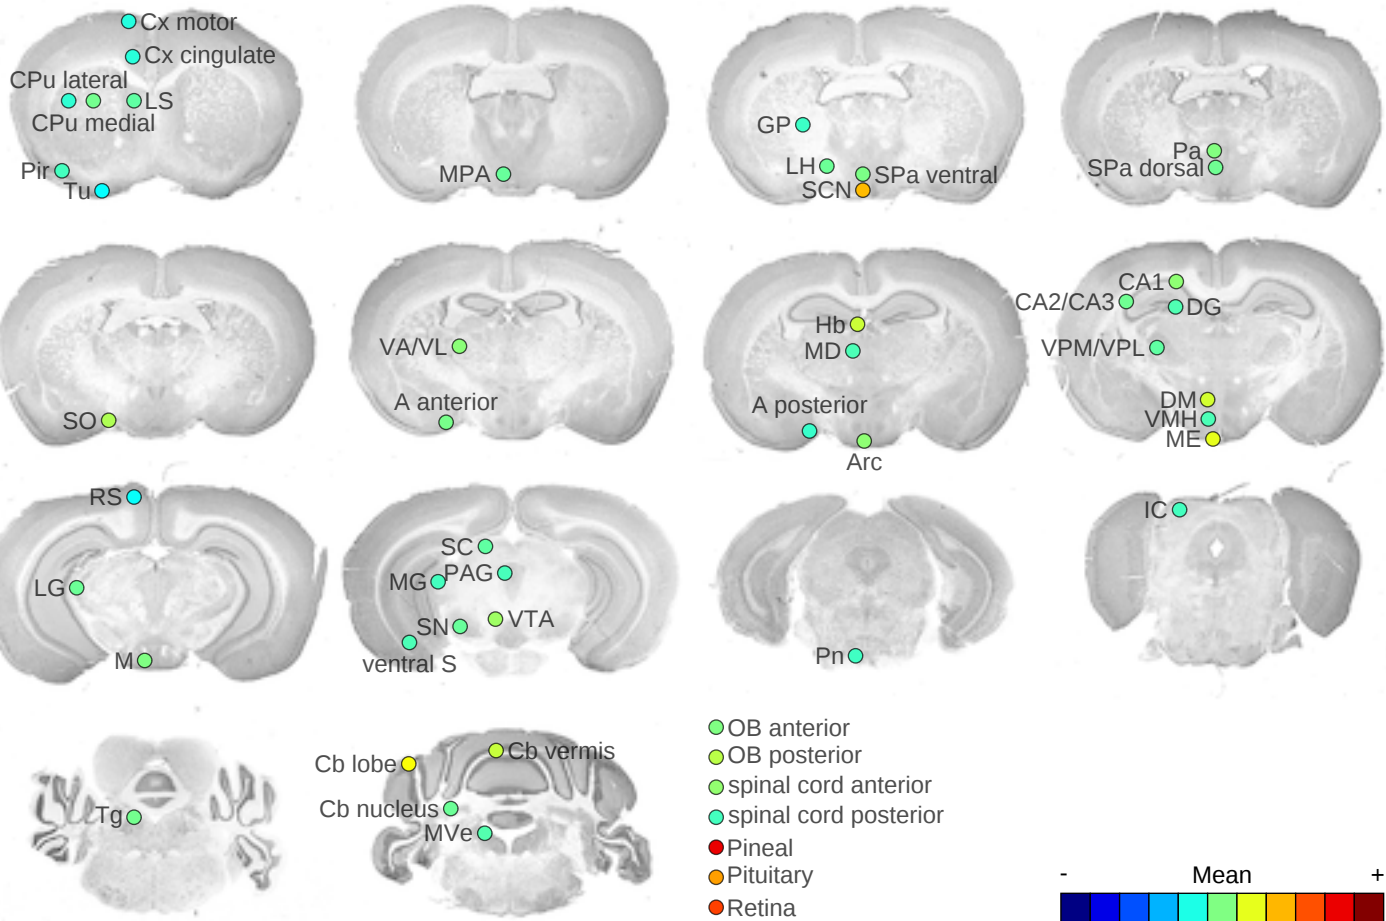 Cx motor
Cx cingulate
CPu lateral
LS
CPu medial
Pir
Tu
MPA
GP
LH
SPa ventral
SCN
Pa
SPa dorsal
SO
VA/VL
A anterior
Hb
MD
A posterior
Arc
CA1
CA2/CA3
DG
VPM/VPL
DM
VMH
ME
RS
LG
M
SC
MG
PAG
SN
VTA
ventral S
Pn
IC
Tg
Cb lobe
Cb vermis
Cb nucleus
MVe
OB anterior
OB posterior
spinal cord anterior
spinal cord posterior
Pineal
Pituitary
Retina
- Mean +